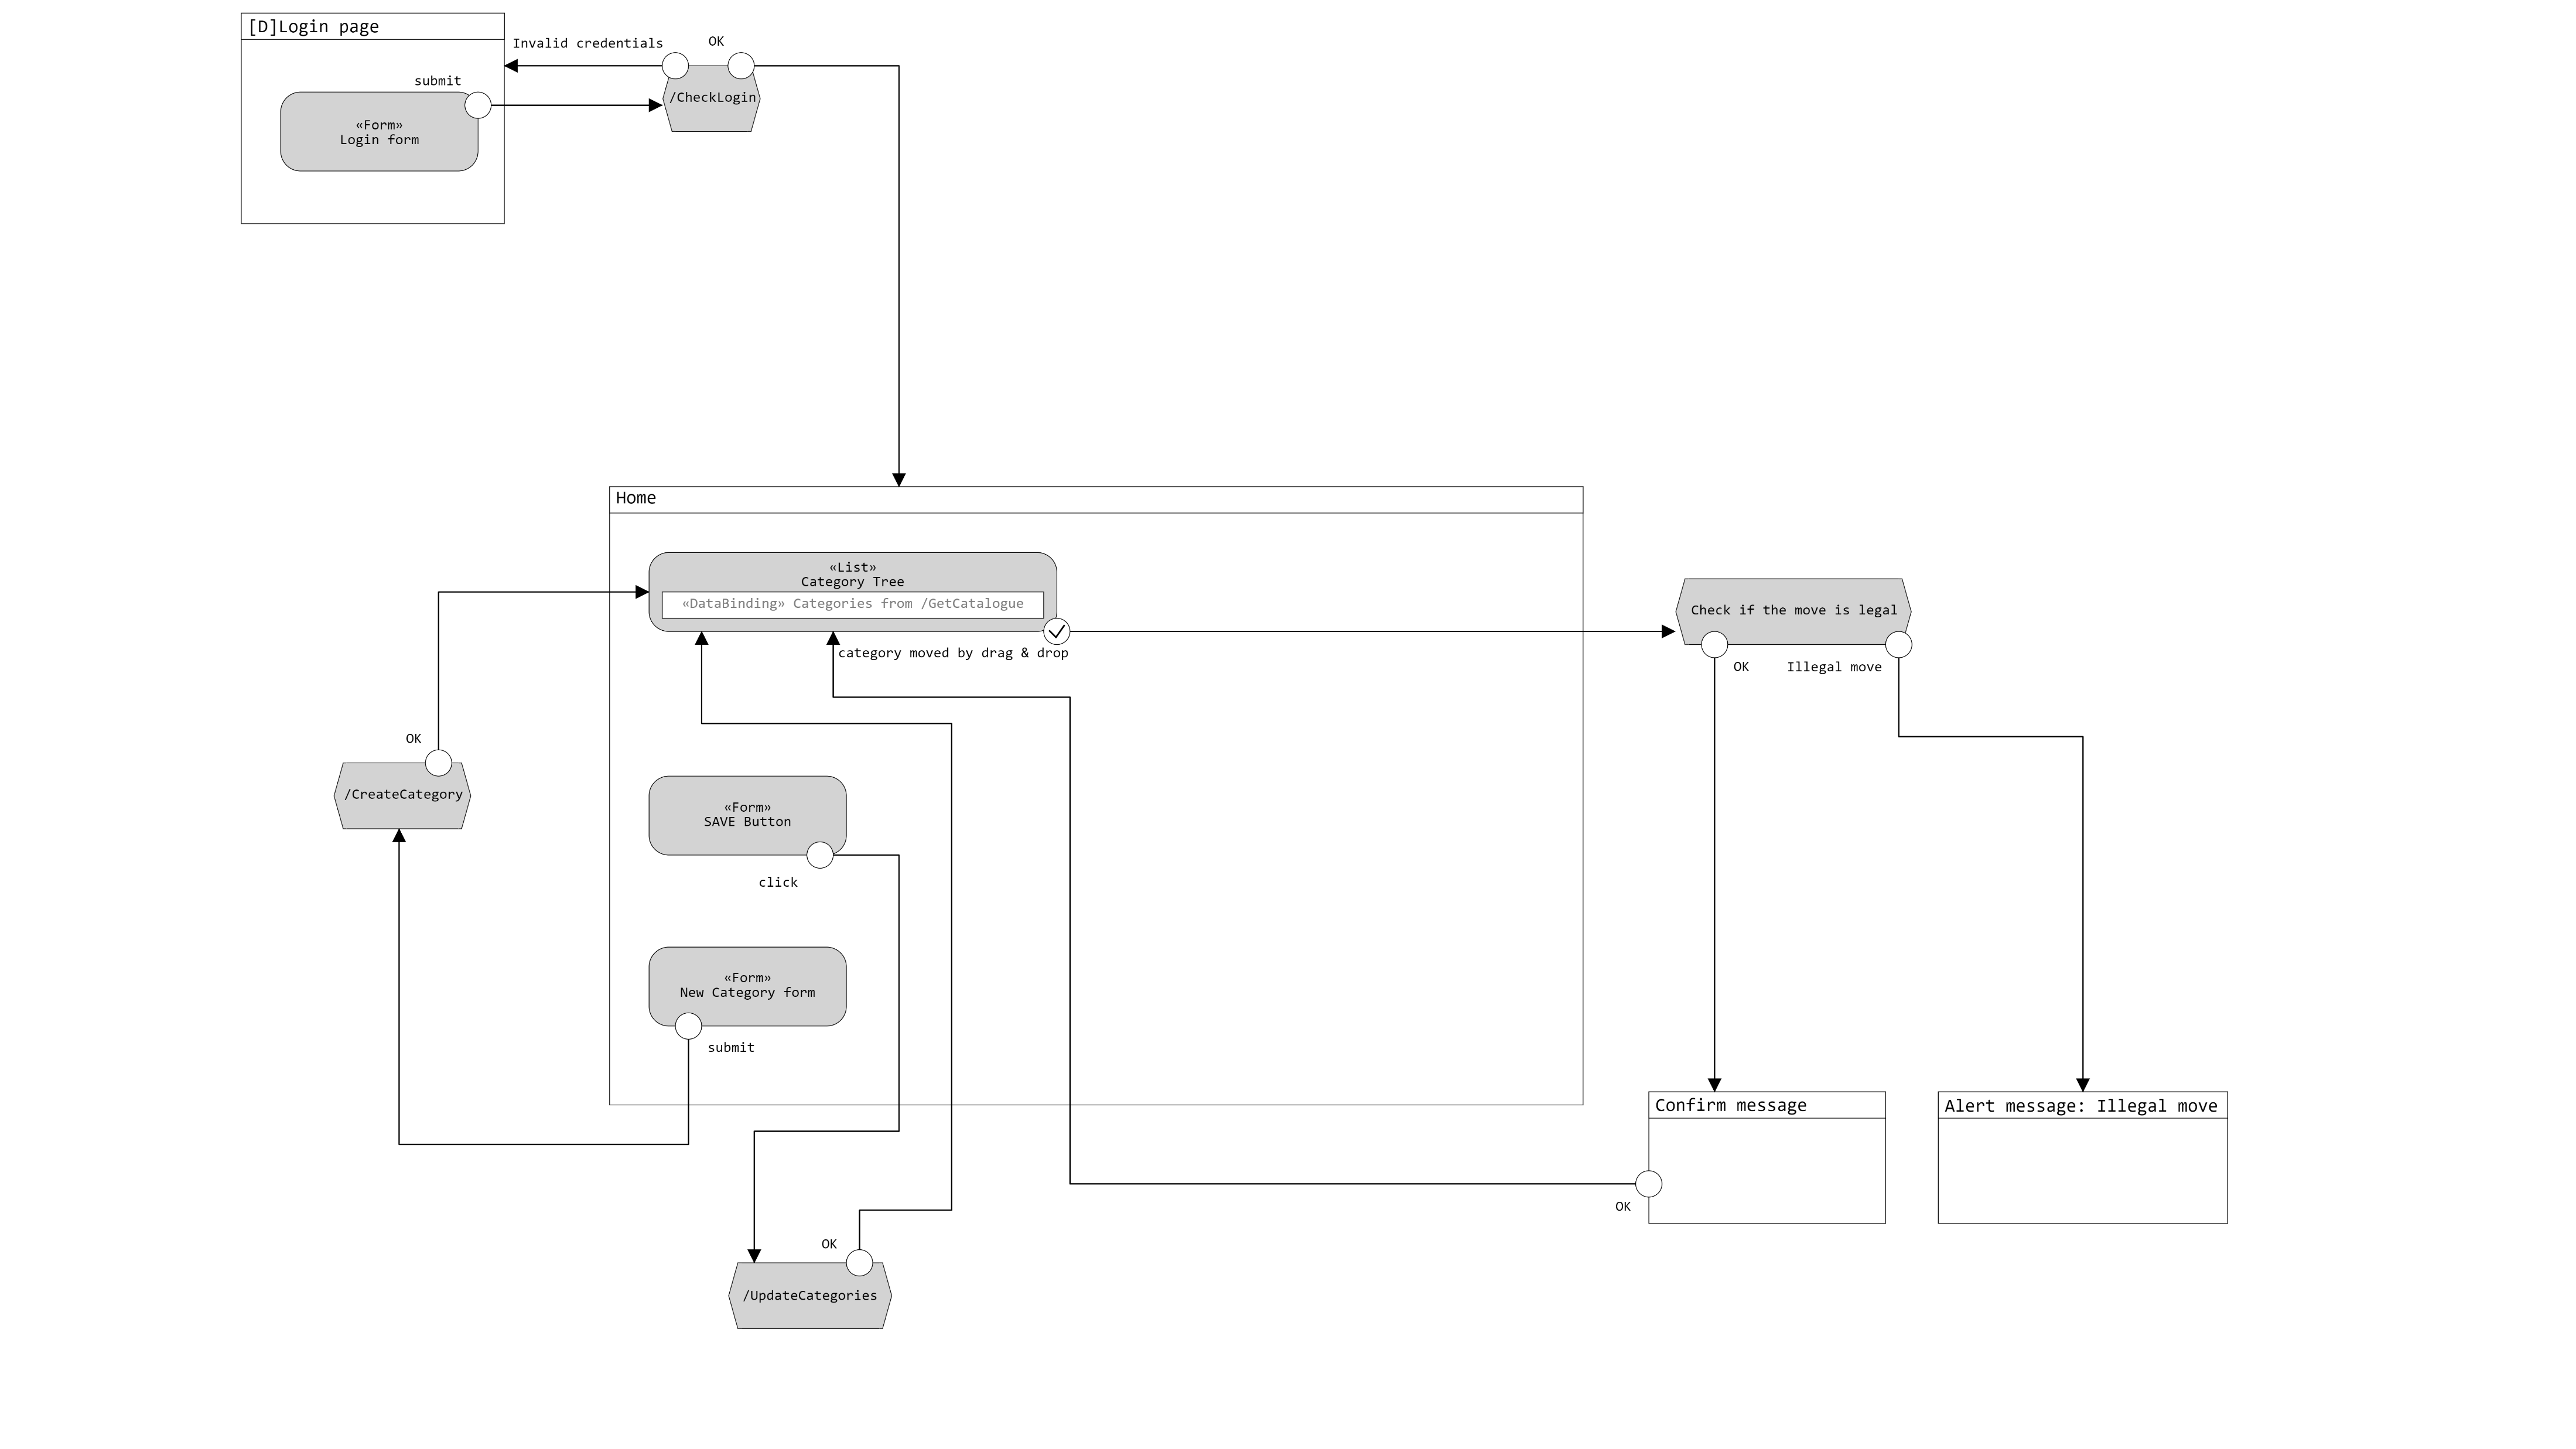 [D]Login page
Invalid credentials
OK
submit
/CheckLogin
«Form»
Login form
Home
«List»
Category Tree
«DataBinding» Categories from /GetCatalogue
category moved by drag & drop
Check if the move is legal
OK
Illegal move
OK
/CreateCategory
«Form»
SAVE Button
click
«Form»
New Category form
submit
Confirm message
Alert message: Illegal move
OK
OK
/UpdateCategories